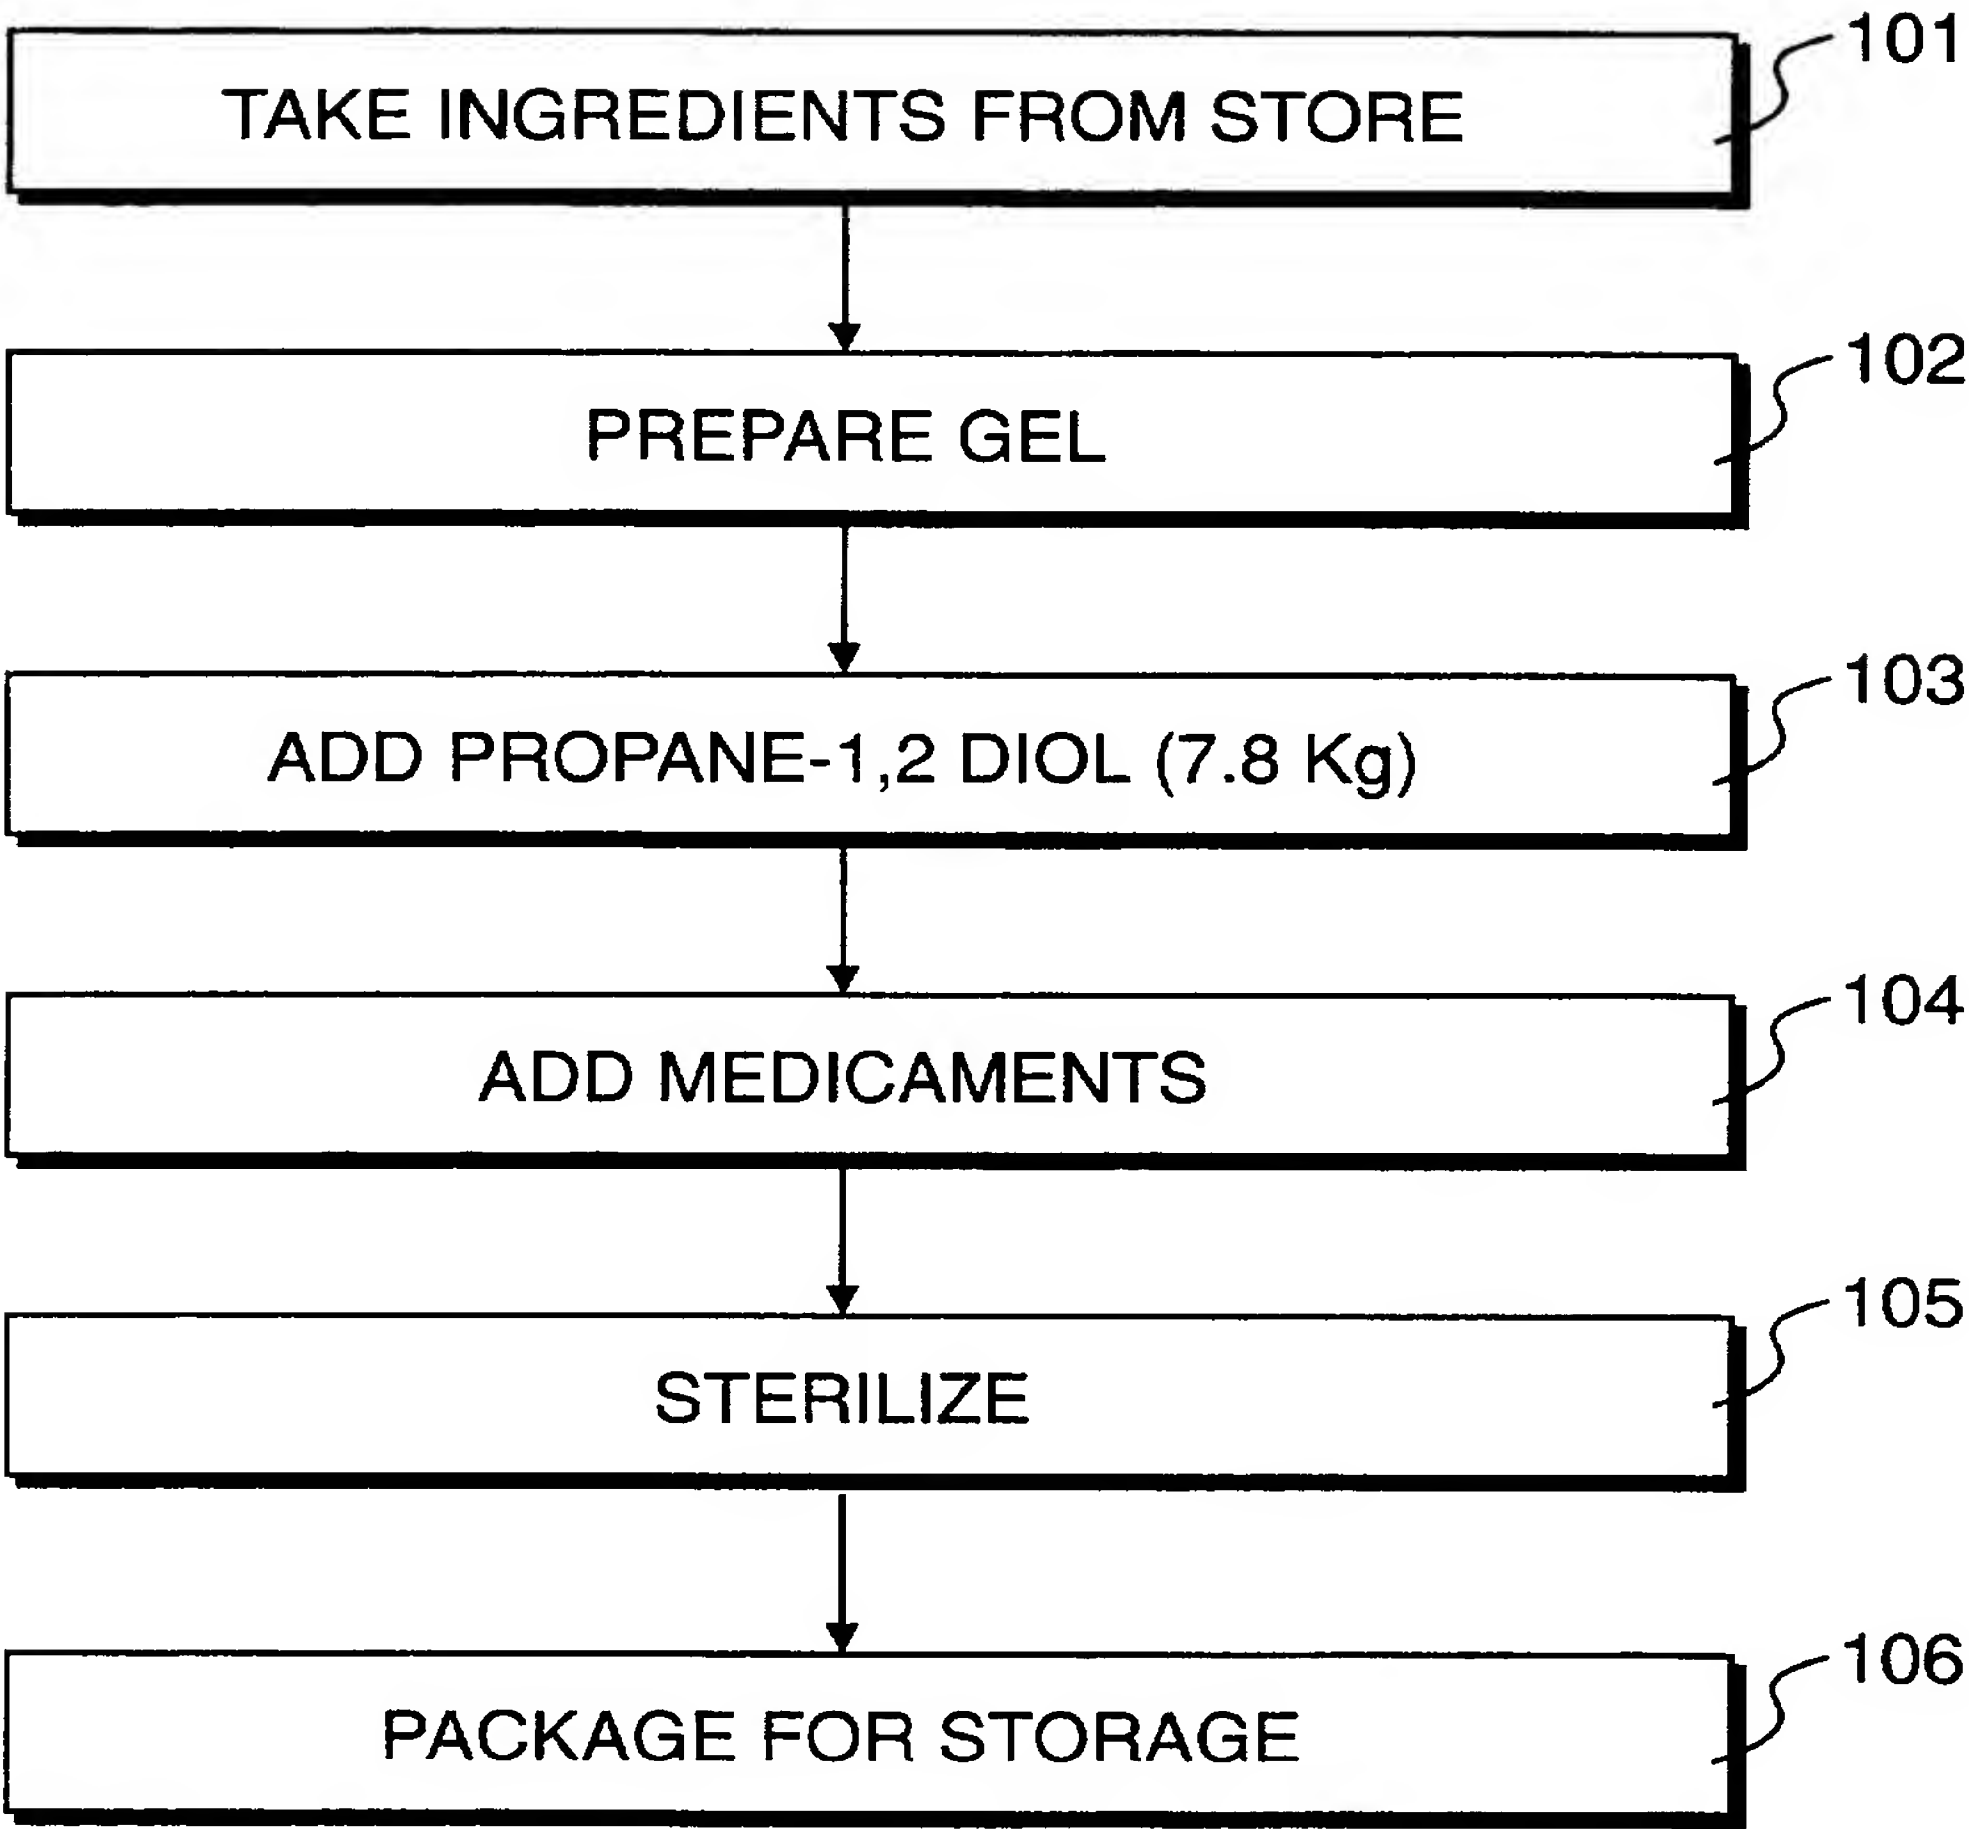 TAKE INGREDIENTS FROM STORE
101
PREPARE GEL
102
ADD PROPANE-1,2 DIOL (7.8 Kg)
103
ADD MEDICAMENTS
104
STERILIZE
105
PACKAGE FOR STORAGE
106